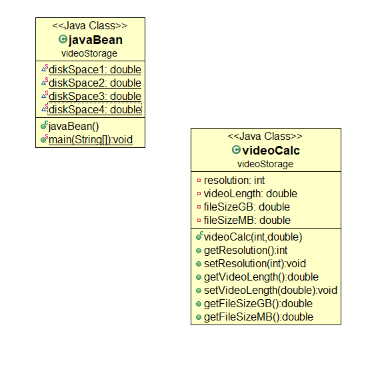 <<Java Class>>
javaBean
videoStorage
diskSpace1: double
diskSpace2: double
diskSpace3: double
diskSpace4: double
javaBean()
main(String[]):void
<<Java Class>>
videoCalc
videoStorage
resolution: int
videoLength: double
fileSizeGB: double
fileSizeMB: double
videoCalc(int,double)
getResolution():int
setResolution(int):void
getVideoLength():double
setVideoLength(double):void
getFileSizeGB():double
getFileSizeMB():double